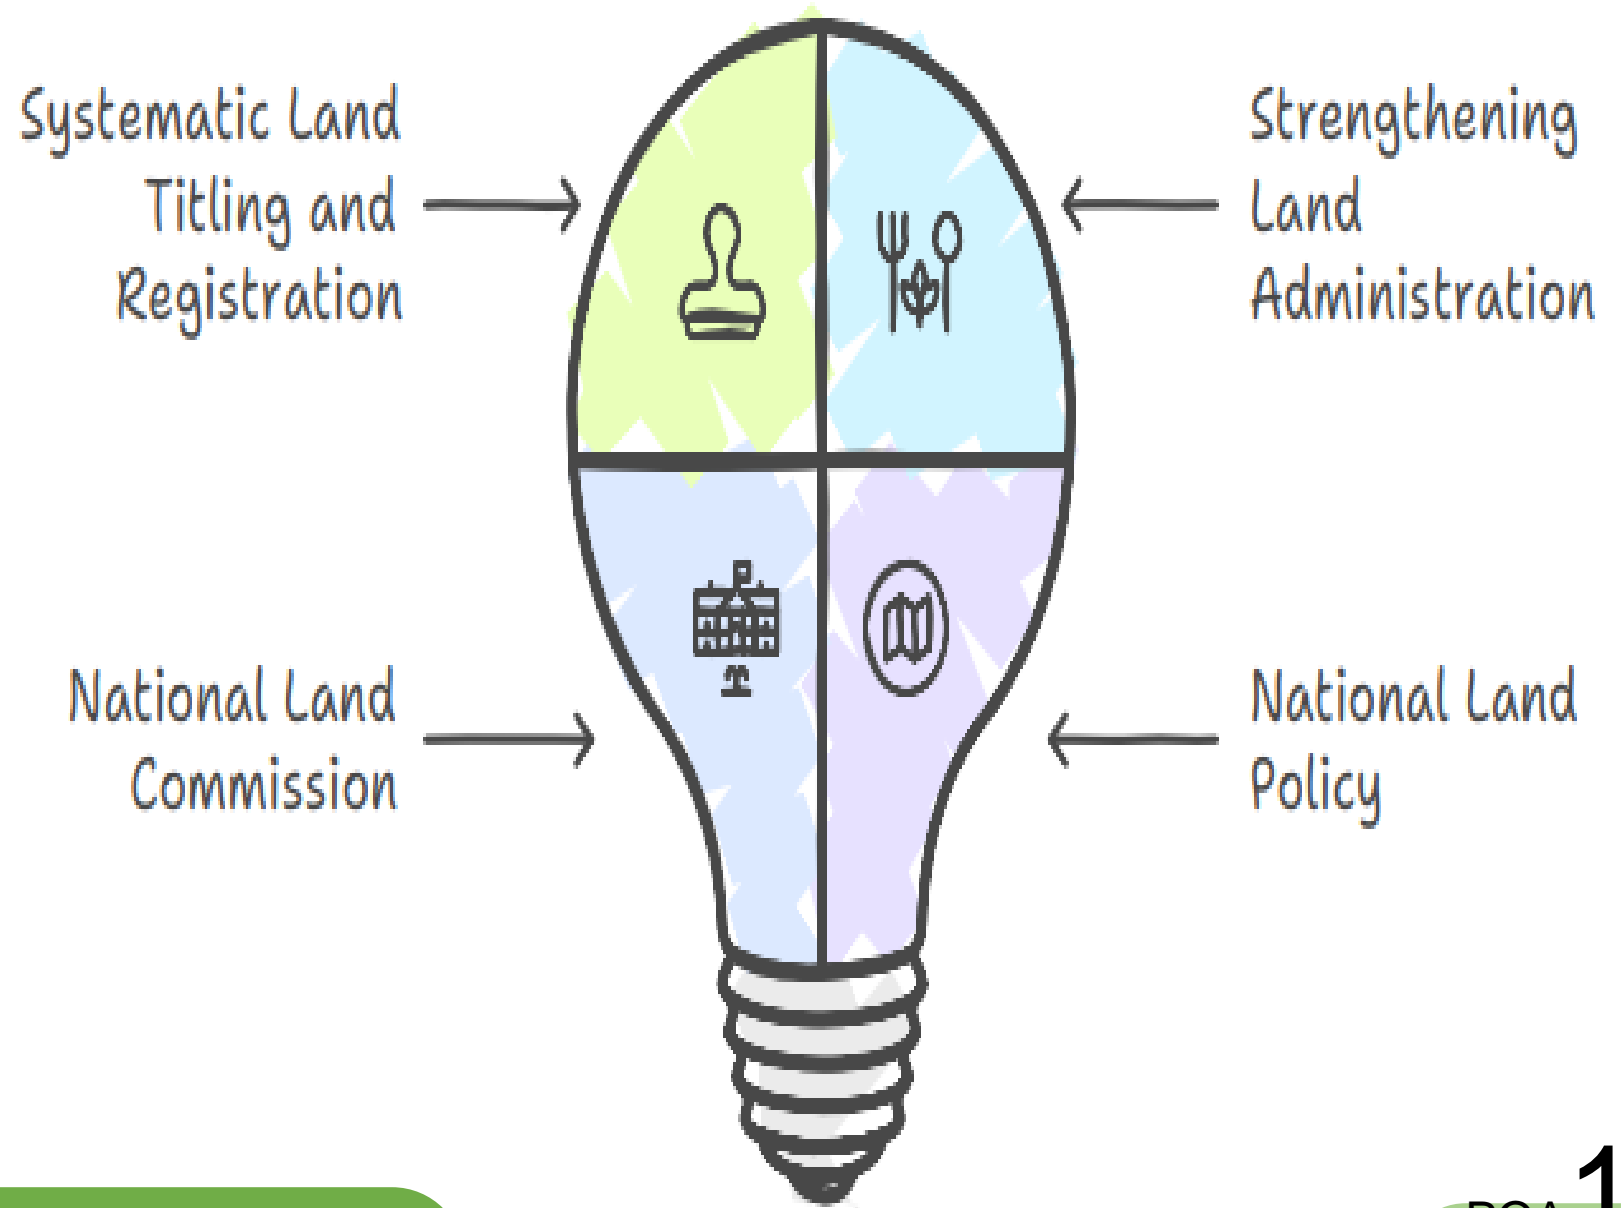 Systematic Land
Titling and
Registration
Strengthening
Land
Administration
National Land
Commission
National Land
Policy
1